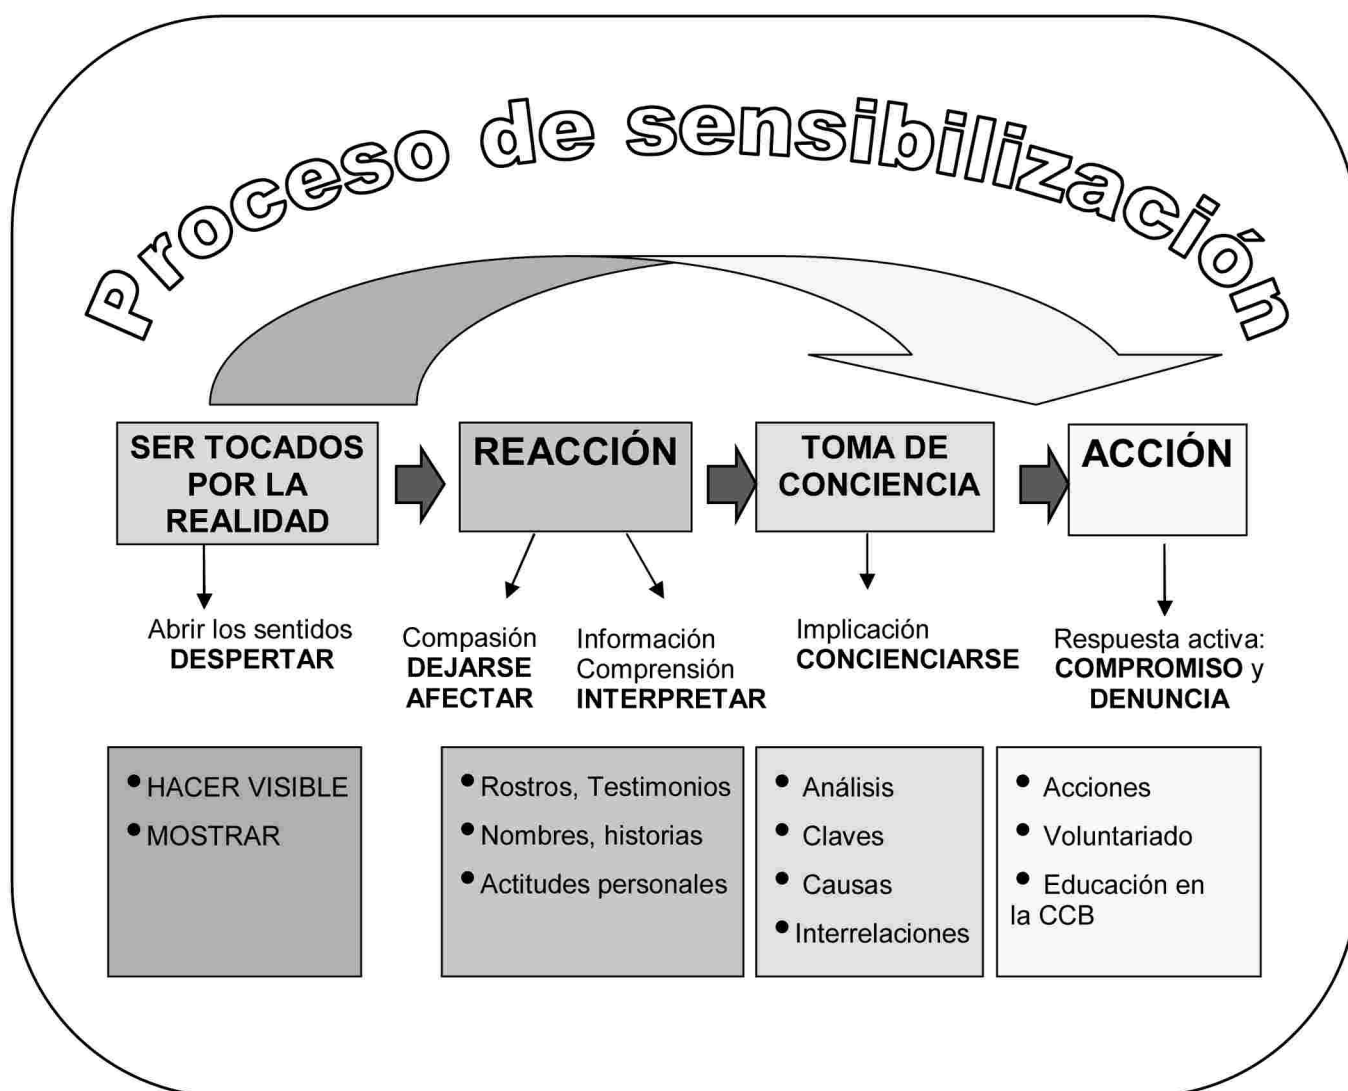 Proceso de sensibilización
SER TOCADOS
POR LA
REALIDAD
REACCIÓN
TOMA DE
CONCIENCIA
ACCIÓN
Abrir los sentidos
DESPERTAR
Compasión
DEJARSE
AFECTAR
Información
Comprensión
INTERPRETAR
Implicación
CONCIENCIARSE
Respuesta activa:
COMPROMISO y
DENUNCIA
• HACER VISIBLE
• MOSTRAR
• Rostros, Testimonios
• Nombres, historias
• Actitudes personales
• Análisis
• Claves
• Causas
• Interrelaciones
• Acciones
• Voluntariado
• Educación en
la CCB